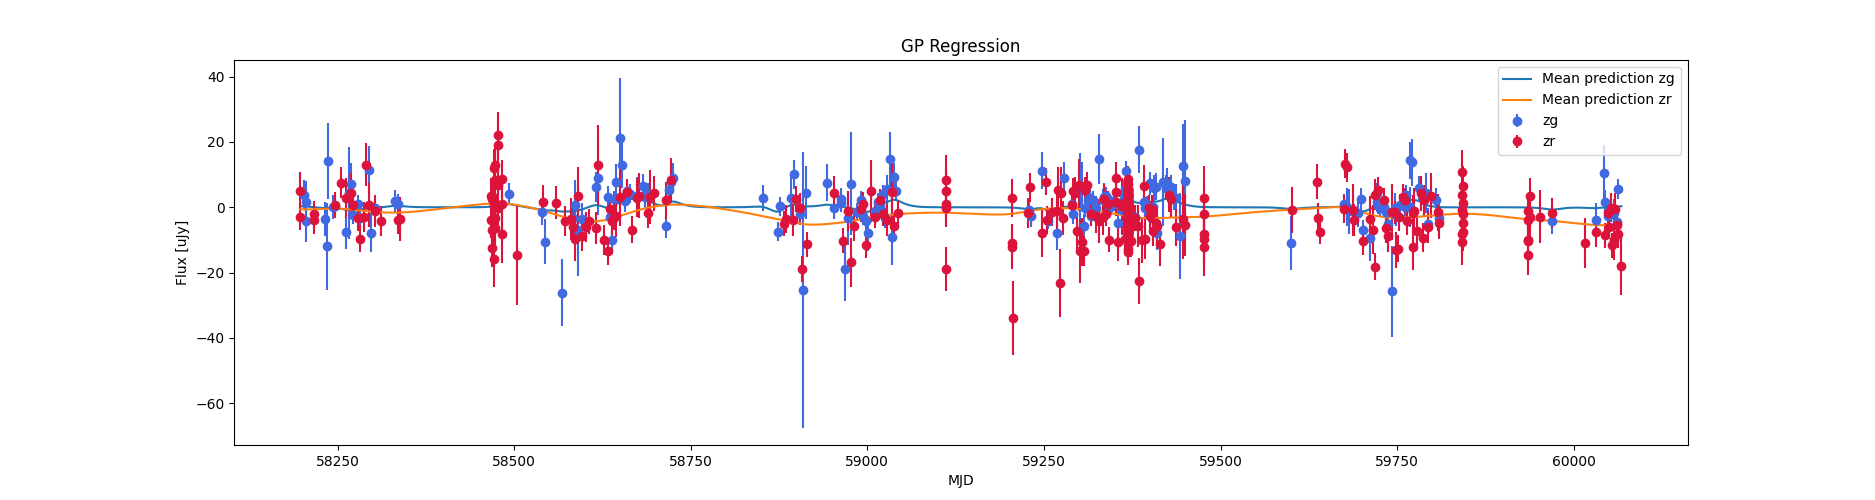 GP Regression
Flux [uJy]
40
20
0
−20
−40
−60
Mean prediction zg
Mean prediction zr
zg
zr
58250
58500
58750
59000
59250
59500
59750
60000
MJD